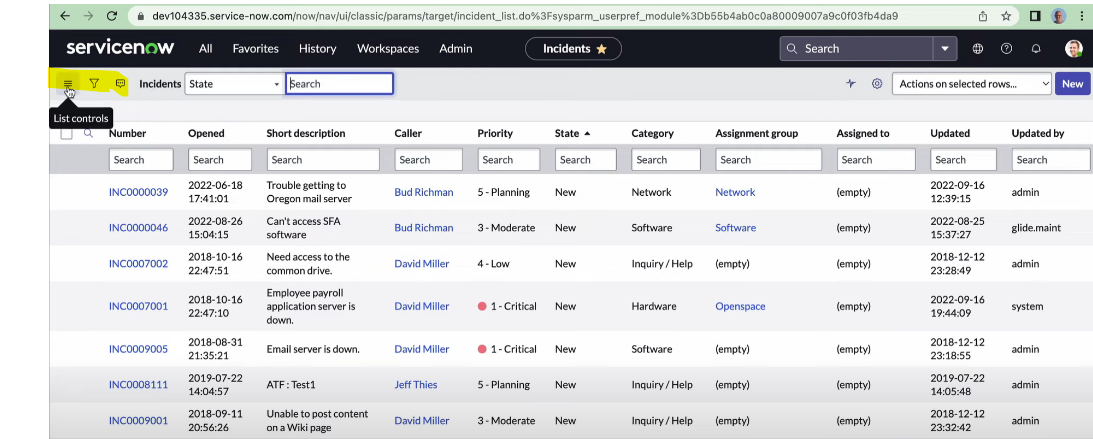 dev104335.service-now.com/now/nav/ui/classic/params/target/incident_list.do%3Fsysparm_userpref_module%3Db55b4ab0c0a80009007a9c0f03fb4da9
servicenow All Favorites History Workspaces Admin Incidents Search
Incidents State Search Actions on selected rows... New
List controls
Number Opened Short description Caller Priority State Category Assignment group Assigned to Updated Updated by
Search Search Search Search Search Search Search Search Search Search Search
INC0000039 2022-06-18 17:41:01 Trouble getting to Oregon mail server Bud Richman 5 - Planning New Network Network (empty) 2022-09-16 12:39:15 admin
INC0000046 2022-08-26 15:04:15 Can't access SFA software Bud Richman 3 - Moderate New Software Software (empty) 2022-08-25 15:37:27 glide.maint
INC0007002 2018-10-16 22:47:51 Need access to the common drive. David Miller 4 - Low New Inquiry / Help (empty) (empty) 2018-12-12 23:28:49 admin
INC0007001 2018-10-16 22:47:10 Employee payroll application server is down. David Miller 1 - Critical New Hardware Openspace (empty) 2022-09-16 19:44:09 system
INC0009005 2018-08-31 21:35:21 Email server is down. David Miller 1 - Critical New Software (empty) (empty) 2018-12-12 23:18:55 admin
INC0008111 2019-07-22 14:04:57 ATF : Test1 Jeff Thies 5 - Planning New Inquiry / Help (empty) (empty) 2019-07-22 14:05:48 admin
INC0009001 2018-09-11 20:56:26 Unable to post content on a Wiki page David Miller 3 - Moderate New Inquiry / Help (empty) (empty) 2018-12-12 23:32:42 admin